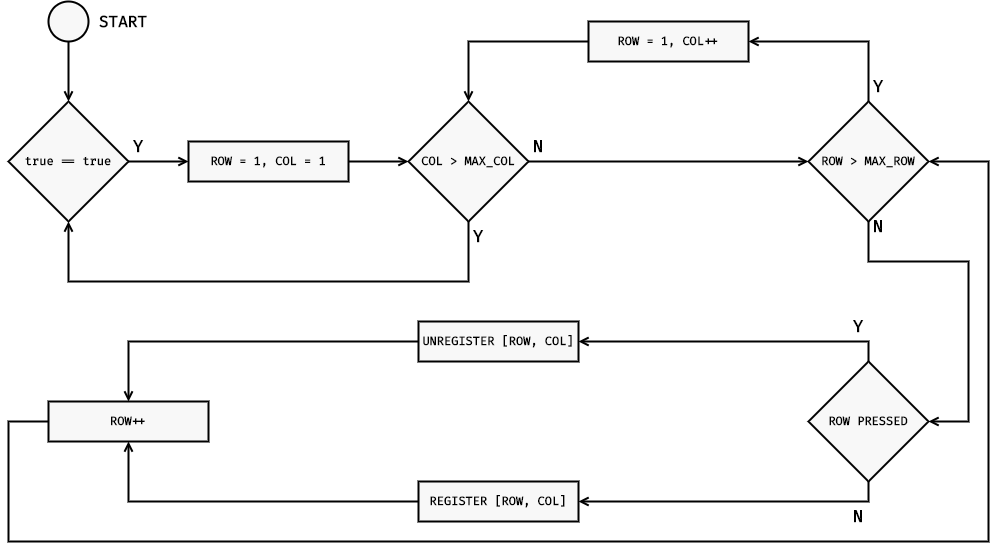 START
ROW = 1, COL++
Y
true == true
Y
ROW = 1, COL = 1
COL > MAX_COL
N
ROW > MAX_ROW
Y
N
UNREGISTER [ROW, COL]
Y
ROW++
ROW PRESSED
REGISTER [ROW, COL]
N